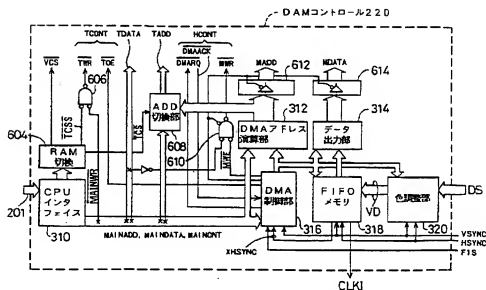 DAMコントロール220
TCONT
TDATA
TADD
HCONT
DMAACK
VCS
TWR
TOE
DMARQ
MWR
MADD
612
MDATA
614
606
TCSS
TCS
ADD
切換部
608
610
312
314
DMAアドレス
演算部
データ
出力部
604
RAM
切換
MAINWR
MWE
201
CPU
インタ
フェイス
310
DMA
制御部
316
FIFO
メモリ
318
VD
色調整部
320
DS
MAINADD, MAINDATA, MAINCONT
XHSYNC
VSYNC
HSYNC
FIS
CLKI